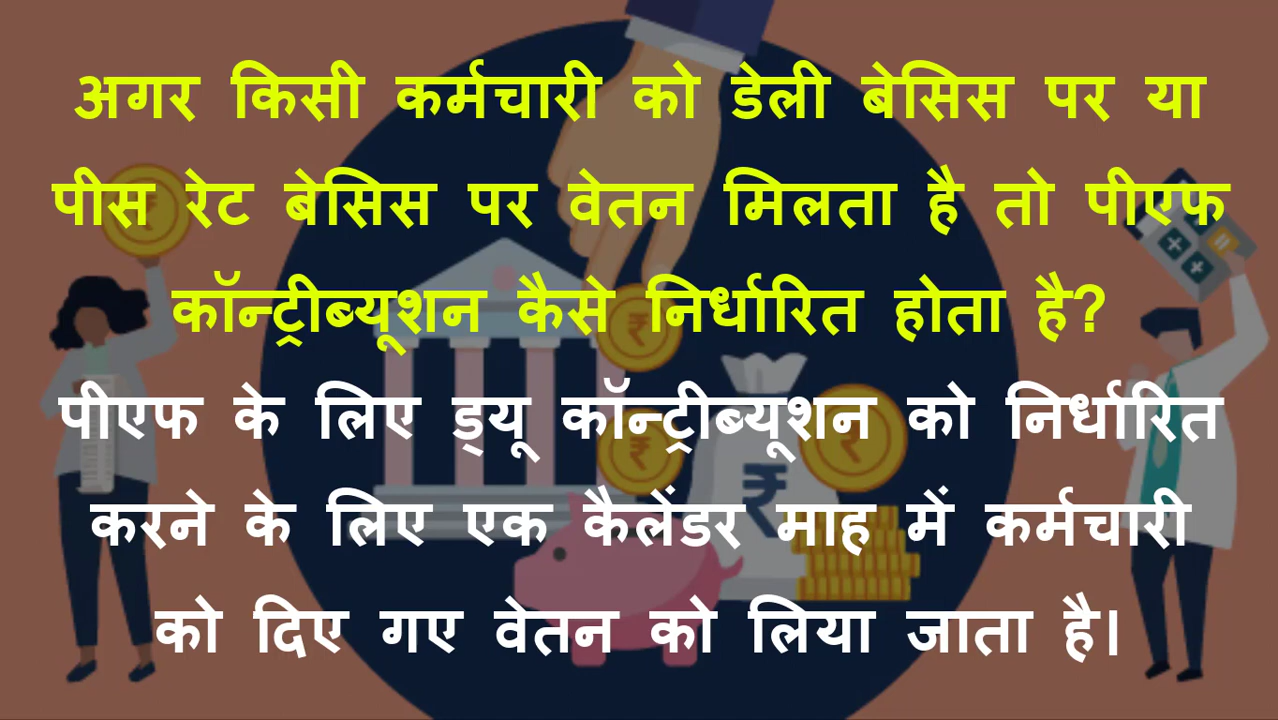 अगर किसी कर्मचारी को डेली बेसिस पर या
पीस रेट बेसिस पर वेतन मिलता है तो पीएफ
कॉन्ट्रीब्यूशन कैसे निर्धारित होता है?
पीएफ के लिए ड्यू कॉन्ट्रीब्यूशन को निर्धारित
करने के लिए एक कैलेंडर माह में कर्मचारी
को दिए गए वेतन को लिया जाता है।